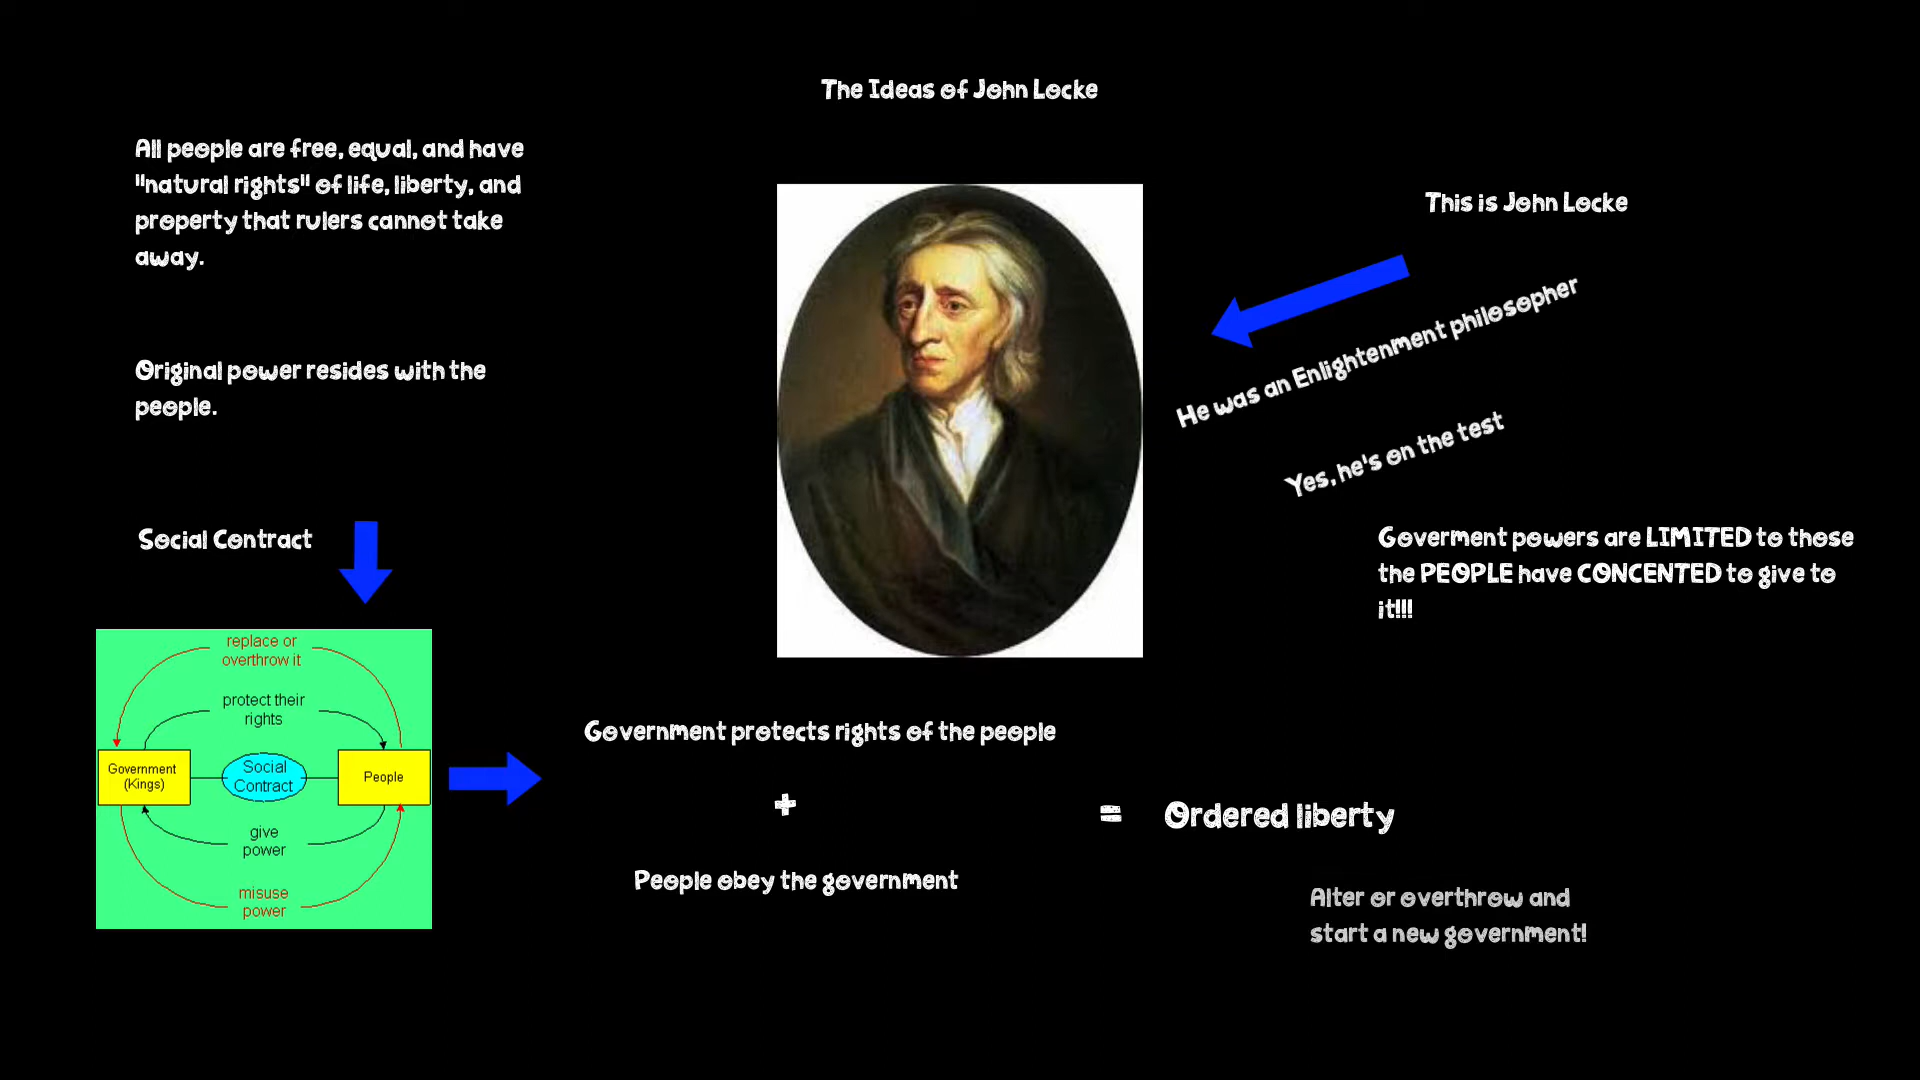 The Ideas of John Locke
All people are free, equal, and have
"natural rights" of life, liberty, and
property that rulers cannot take
away.
This is John Locke
He was an Enlightenment philosopher
Original power resides with the
people.
Yes, he's on the test
Social Contract
Goverment powers are LIMITED to those
the PEOPLE have CONCENTED to give to
it!!!
replace or
overthrow it
protect their
rights
Government
(Kings)
Social
Contract
People
give
power
misuse
power
Government protects rights of the people
+
People obey the government
= Ordered liberty
Alter or overthrow and
start a new government!